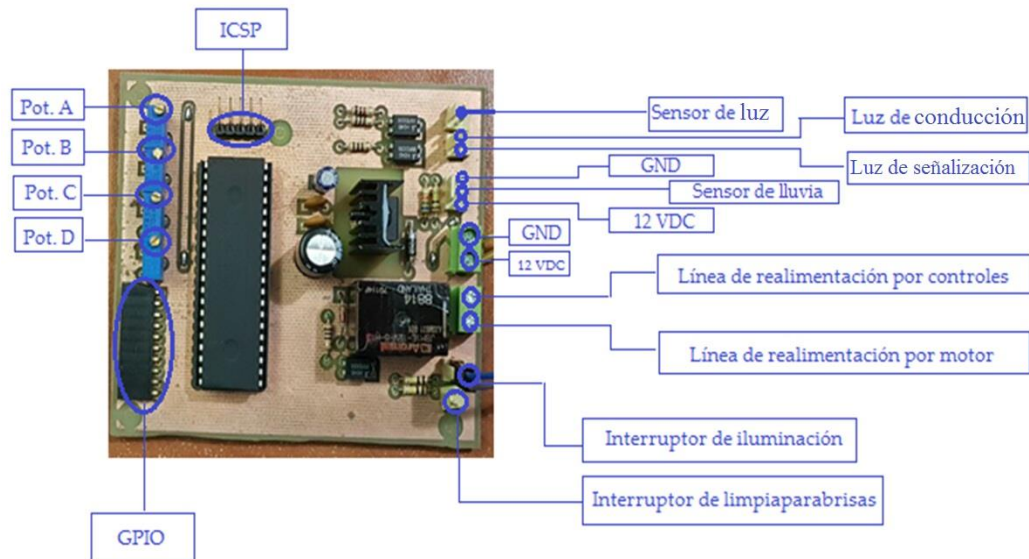 ICSP
Pot. A
Pot. B
Pot. C
Pot. D
Sensor de luz
Luz de conducción
GND
Luz de señalización
Sensor de lluvia
12 VDC
GND
12 VDC
Línea de realimentación por controles
8814
Línea de realimentación por motor
Interruptor de iluminación
Interruptor de limpiaparabrisas
GPIO